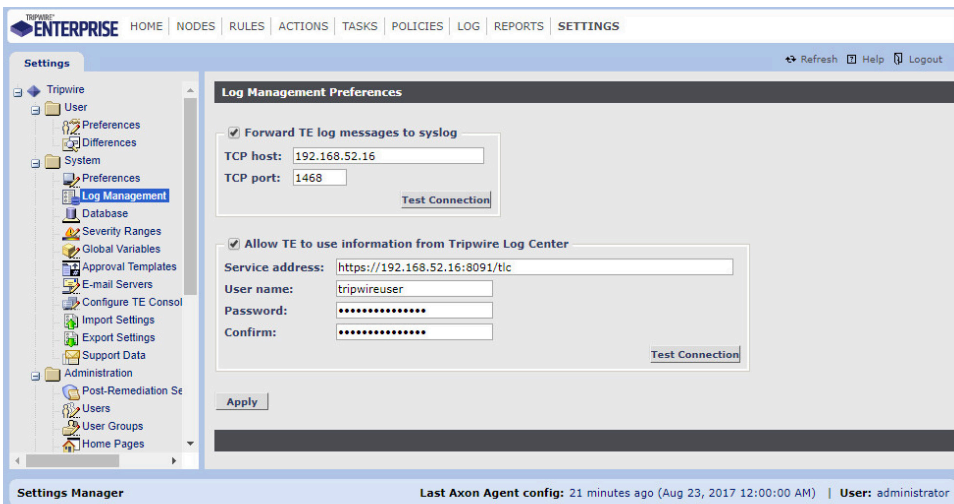 TRIPWIRE
ENTERPRISE HOME NODES RULES ACTIONS TASKS POLICIES LOG REPORTS SETTINGS
Settings
Refresh Help Logout
Tripwire
User
Preferences
Differences
System
Preferences
Log Management
Database
Severity Ranges
Global Variables
Approval Templates
E-mail Servers
Configure TE Consol
Import Settings
Export Settings
Support Data
Administration
Post-Remediation Se
Users
User Groups
Home Pages
Log Management Preferences
Forward TE log messages to syslog
TCP host: 192.168.52.16
TCP port: 1468
Test Connection
Allow TE to use information from Tripwire Log Center
Service address: https://192.168.52.16:8091/tlc
User name: tripwireuser
Password: •••••••••••••••
Confirm: •••••••••••••••
Test Connection
Apply
Settings Manager
Last Axon Agent config: 21 minutes ago (Aug 23, 2017 12:00:00 AM) | User: administrator